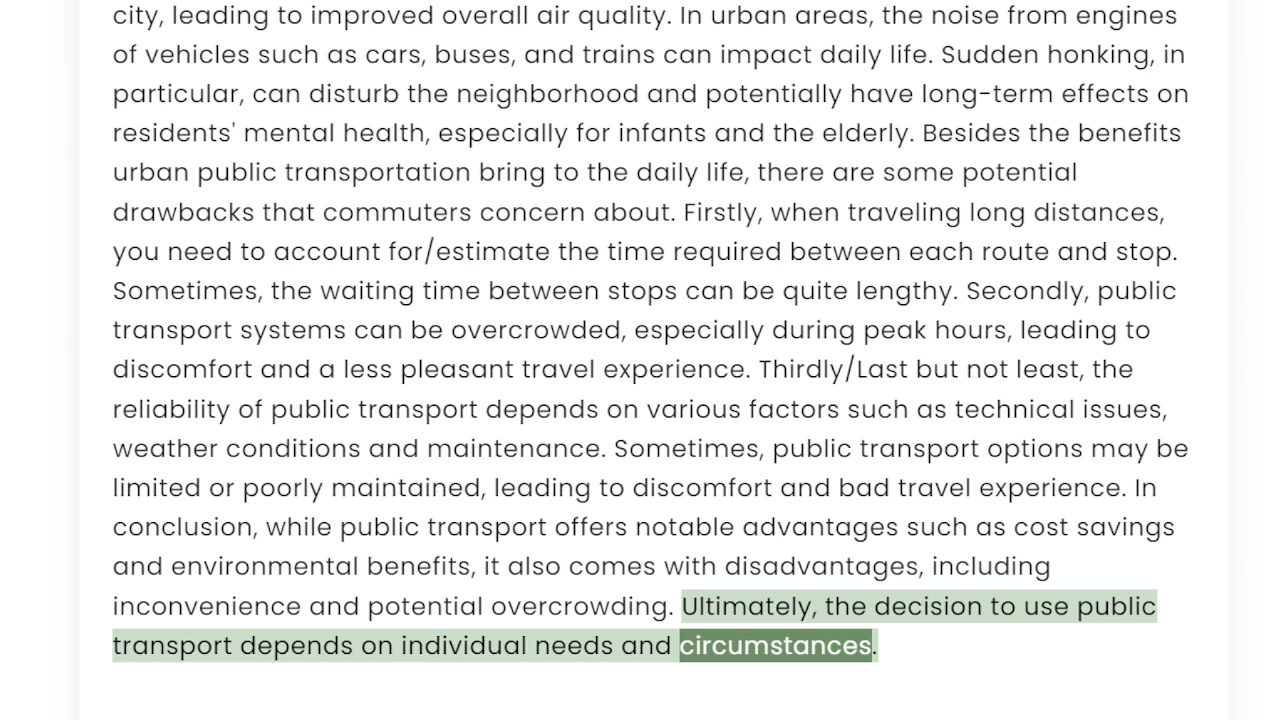 city, leading to improved overall air quality. In urban areas, the noise from engines
of vehicles such as cars, buses, and trains can impact daily life. Sudden honking, in
particular, can disturb the neighborhood and potentially have long-term effects on
residents' mental health, especially for infants and the elderly. Besides the benefits
urban public transportation bring to the daily life, there are some potential
drawbacks that commuters concern about. Firstly, when traveling long distances,
you need to account for/estimate the time required between each route and stop.
Sometimes, the waiting time between stops can be quite lengthy. Secondly, public
transport systems can be overcrowded, especially during peak hours, leading to
discomfort and a less pleasant travel experience. Thirdly/Last but not least, the
reliability of public transport depends on various factors such as technical issues,
weather conditions and maintenance. Sometimes, public transport options may be
limited or poorly maintained, leading to discomfort and bad travel experience. In
conclusion, while public transport offers notable advantages such as cost savings
and environmental benefits, it also comes with disadvantages, including
inconvenience and potential overcrowding. Ultimately, the decision to use public
transport depends on individual needs and circumstances.